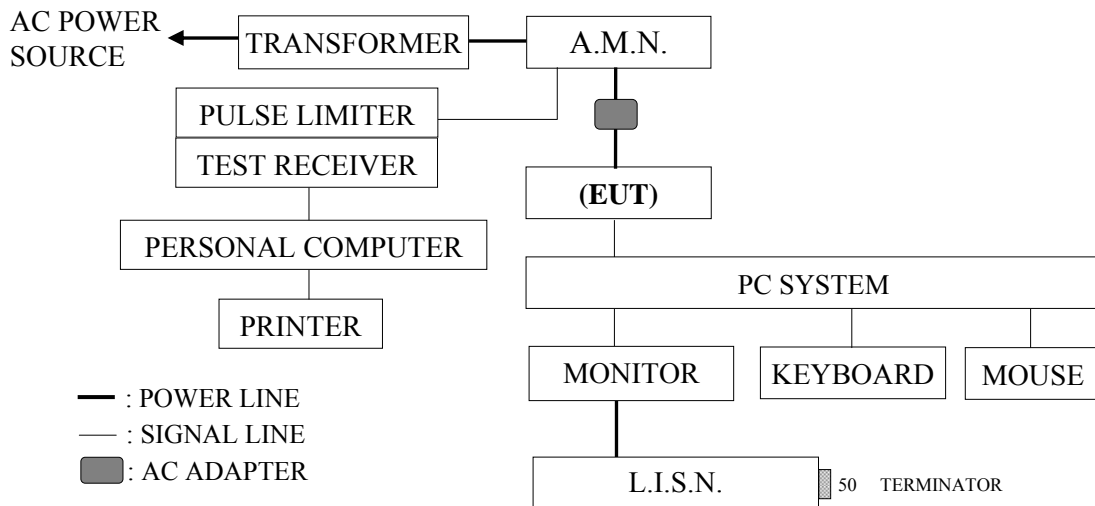 AC POWER
SOURCE
TRANSFORMER
A.M.N.
PULSE LIMITER
TEST RECEIVER
(EUT)
PERSONAL COMPUTER
PC SYSTEM
PRINTER
MONITOR
KEYBOARD
MOUSE
: POWER LINE
: SIGNAL LINE
: AC ADAPTER
L.I.S.N.
50 TERMINATOR